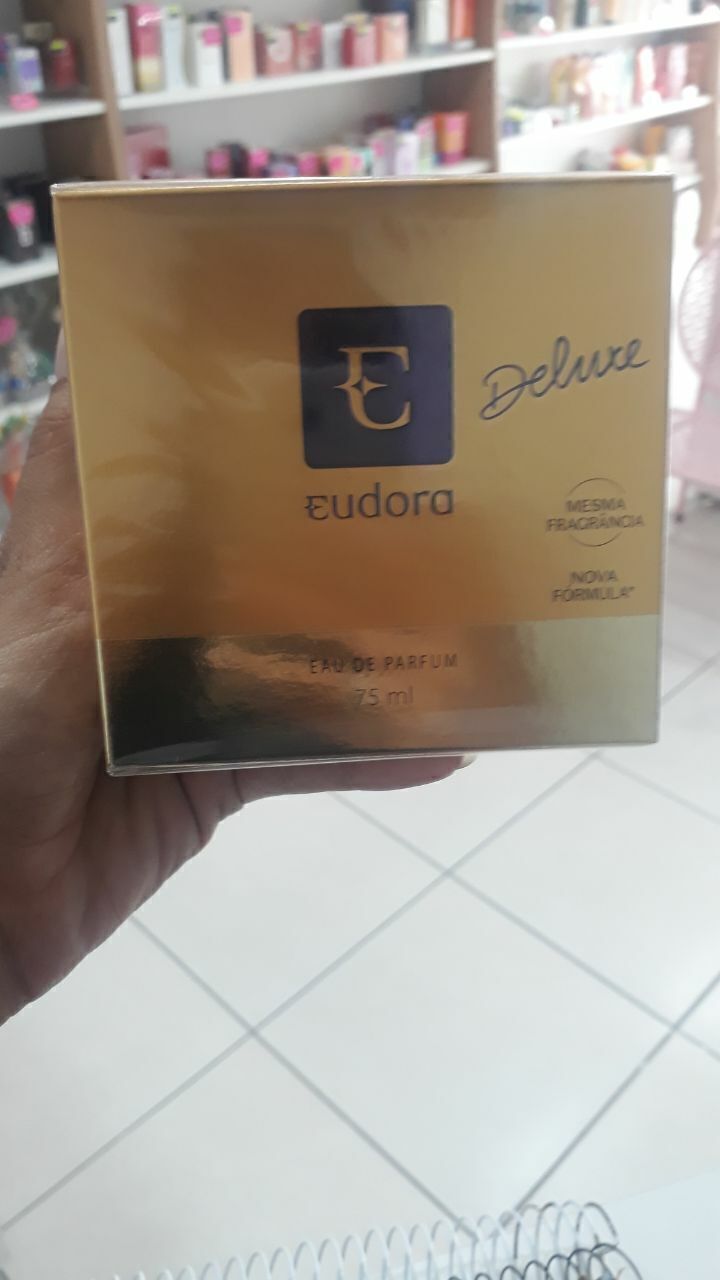 E
Deluxe
eudora
MESMA
FRAGRÂNCIA
NOVA
FÓRMULA*
EAU DE PARFUM
75 ml